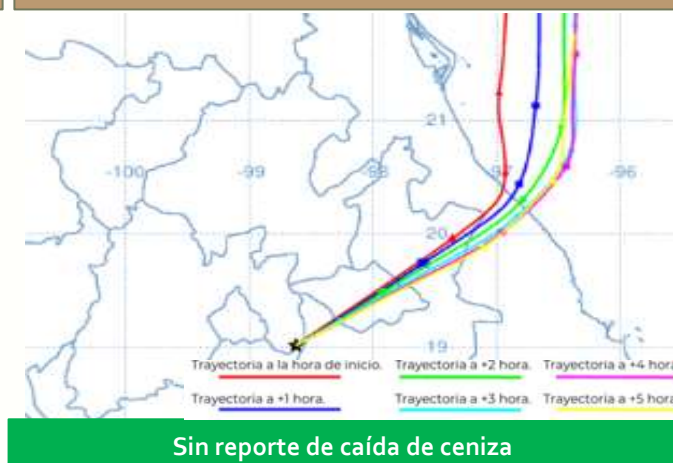 21
-100 -99 -98 -97 -96
20
19
Trayectoria a la hora de inicio. Trayectoria a +2 hora. Trayectoria a +4 hora
Trayectoria a +1 hora. Trayectoria a +3 hora. Trayectoria a +5 hora
Sin reporte de caída de ceniza